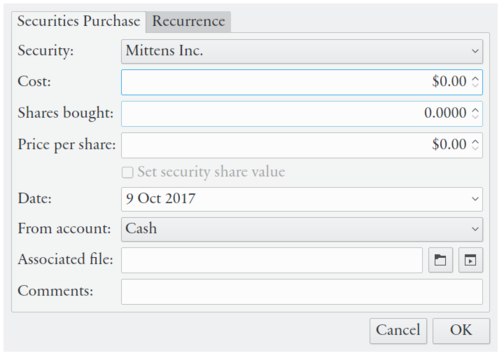 Securities Purchase Recurrence
Security: Mittens Inc.
Cost: $0.00
Shares bought: 0.0000
Price per share: $0.00
Set security share value
Date: 9 Oct 2017
From account: Cash
Associated file:
Comments:
Cancel OK